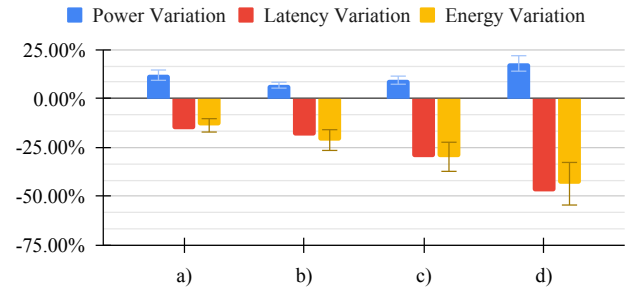 Power Variation Latency Variation Energy Variation
25.00%
0.00%
-25.00%
-50.00%
-75.00%
a) b) c) d)